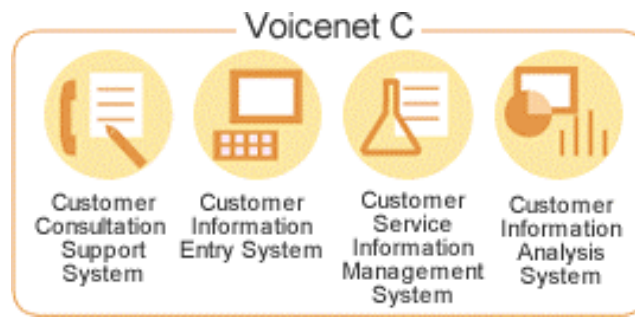 Voicenet C
Customer
Consultation
Support
System
Customer
Information
Entry System
Customer
Service
Information
Management
System
Customer
Information
Analysis
System